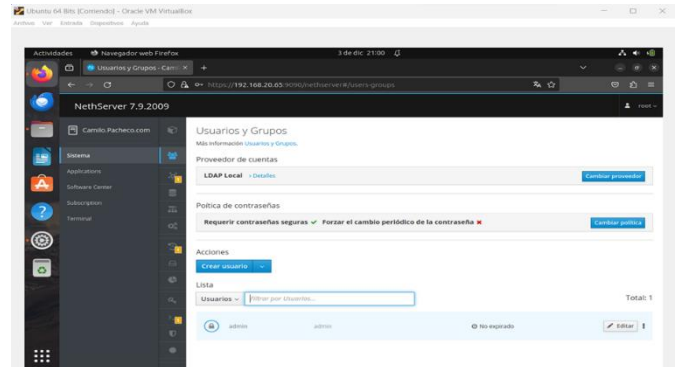 Ubuntu 64 Bits [Corriendo] - Oracle VM VirtualBox
Archivo Ver Entrada Dispositivos Ayuda
Actividades Navegador web Firefox 3 de dic 21:00
Usuarios y Grupos - Cami
https://192.168.20.65:9090/nethserver#/users-groups
NethServer 7.9.2009 root
Camilo.Pacheco.com
Sistema
Applications
Software Center
Subscription
Terminal
Usuarios y Grupos
Más información Usuarios y Grupos.
Proveedor de cuentas
LDAP Local Detalles Cambiar proveedor
Política de contraseñas
Requerir contraseñas seguras ✔ Forzar el cambio periódico de la contraseña ✖ Cambiar política
Acciones
Crear usuario
Lista
Usuarios Filtrar por Usuarios... Total: 1
admin admin No expirado Editar